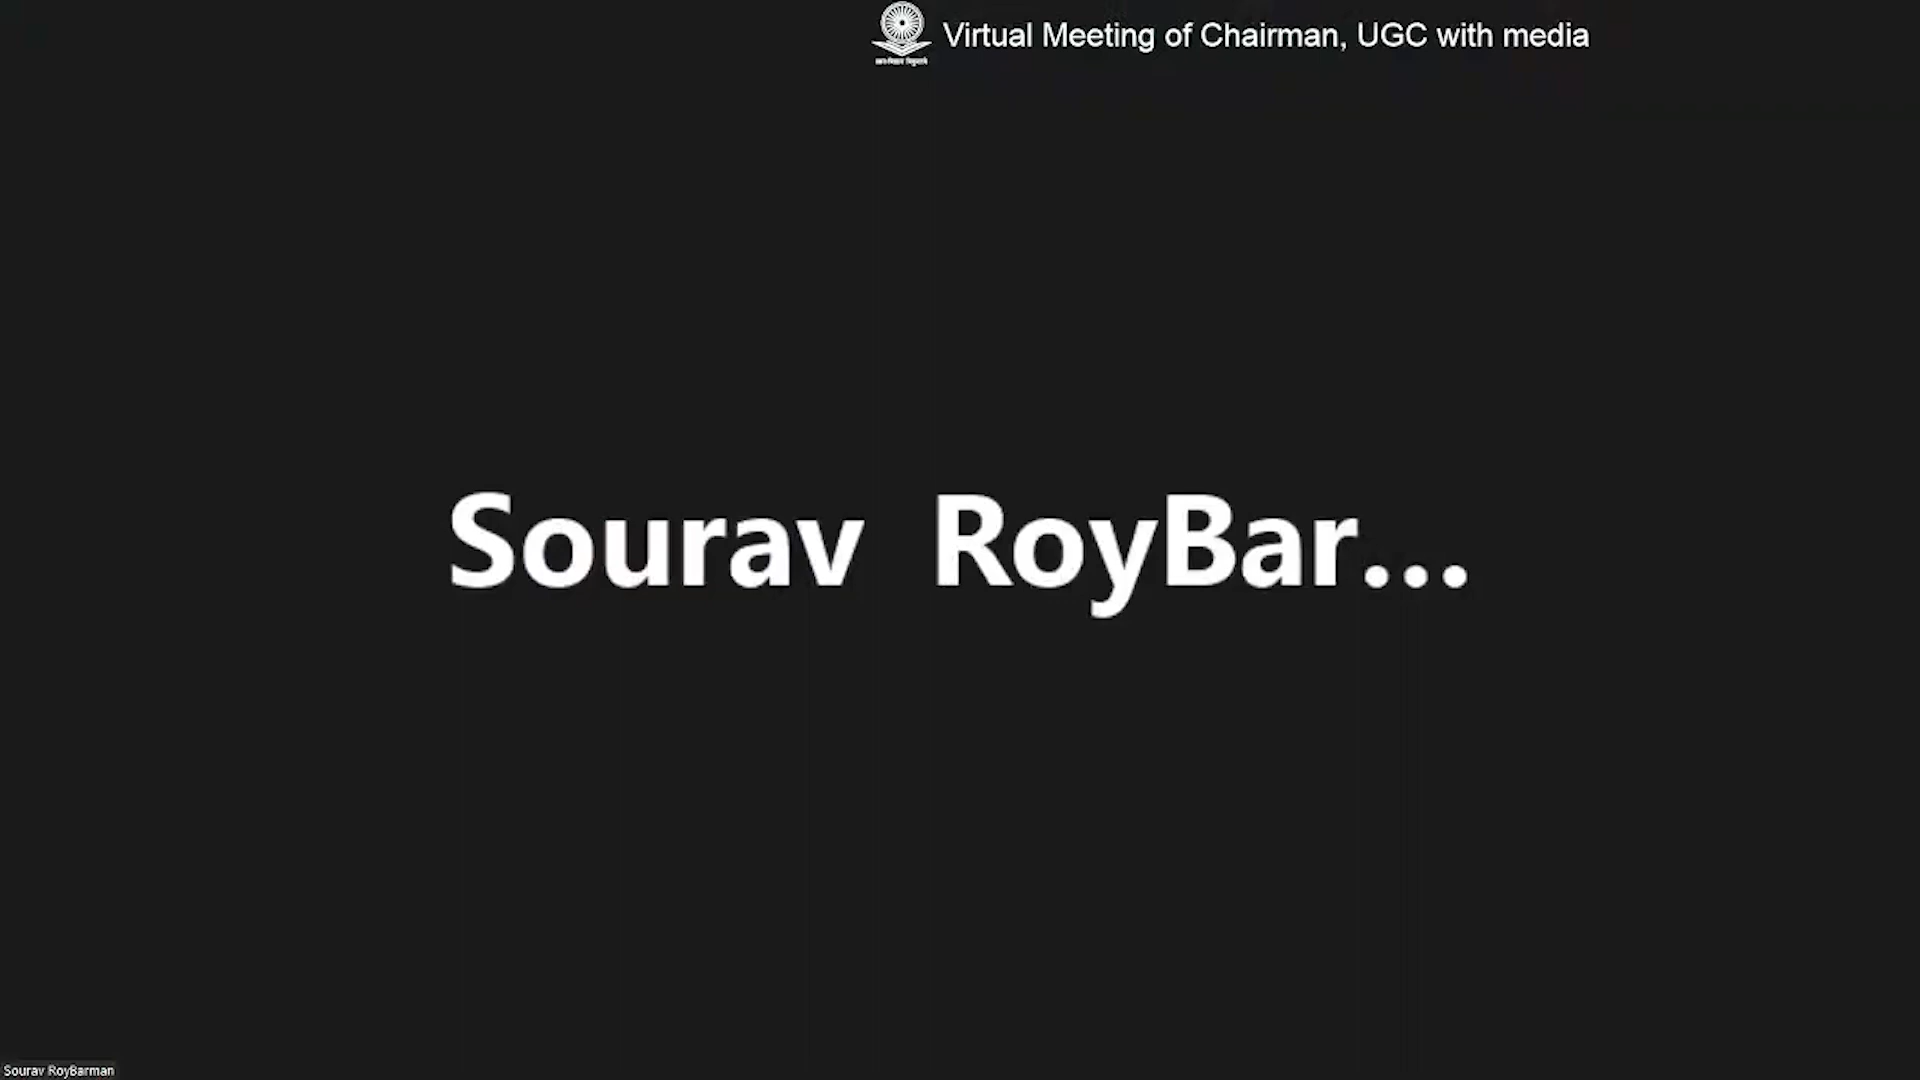 Virtual Meeting of Chairman, UGC with media
Sourav RoyBar...
Sourav RoyBarman